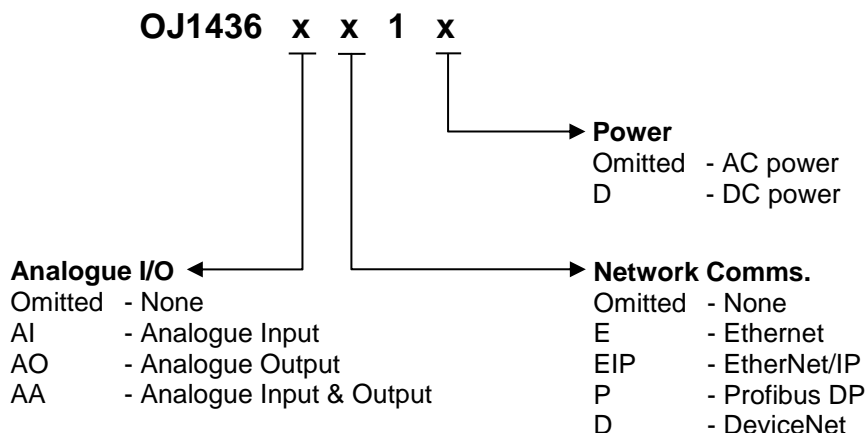 OJ1436 x x 1 x
Power
Omitted - AC power
D - DC power
Analogue I/O
Omitted - None
AI - Analogue Input
AO - Analogue Output
AA - Analogue Input & Output
Network Comms.
Omitted - None
E - Ethernet
EIP - EtherNet/IP
P - Profibus DP
D - DeviceNet